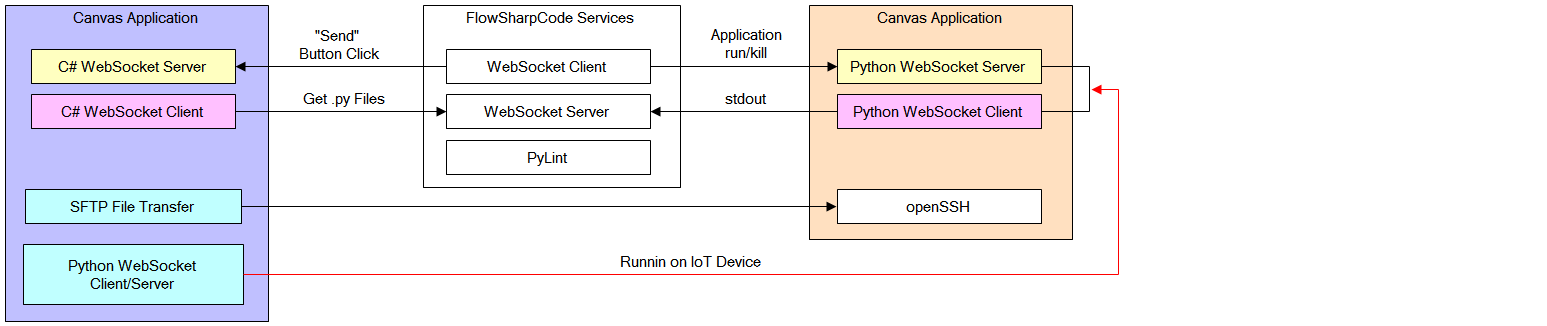 Canvas Application
FlowSharpCode Services
Canvas Application
"Send"
Button Click
Application
run/kill
C# WebSocket Server
WebSocket Client
Python WebSocket Server
Get .py Files
stdout
C# WebSocket Client
WebSocket Server
Python WebSocket Client
PyLint
SFTP File Transfer
openSSH
Python WebSocket
Client/Server
Runnin on IoT Device